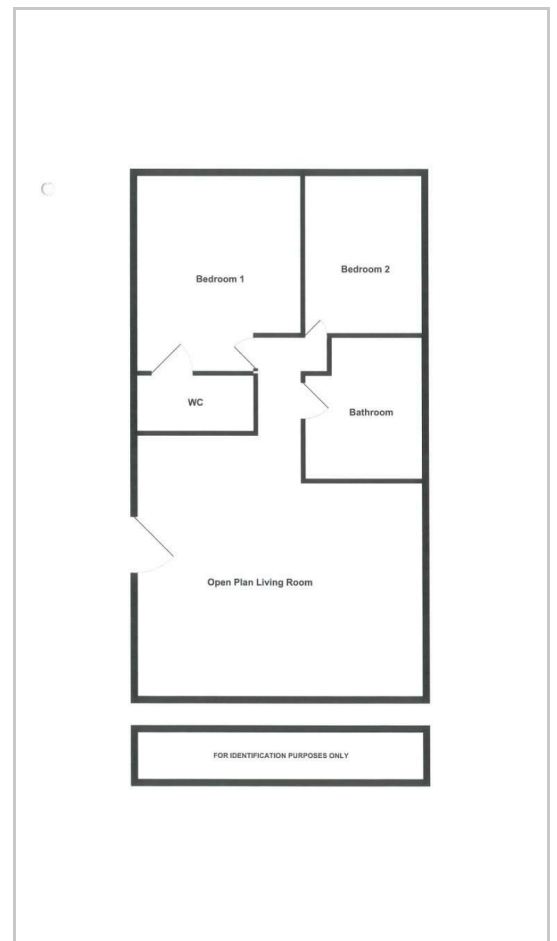 Bedroom 1
Bedroom 2
WC
Bathroom
Open Plan Living Room
FOR IDENTIFICATION PURPOSES ONLY